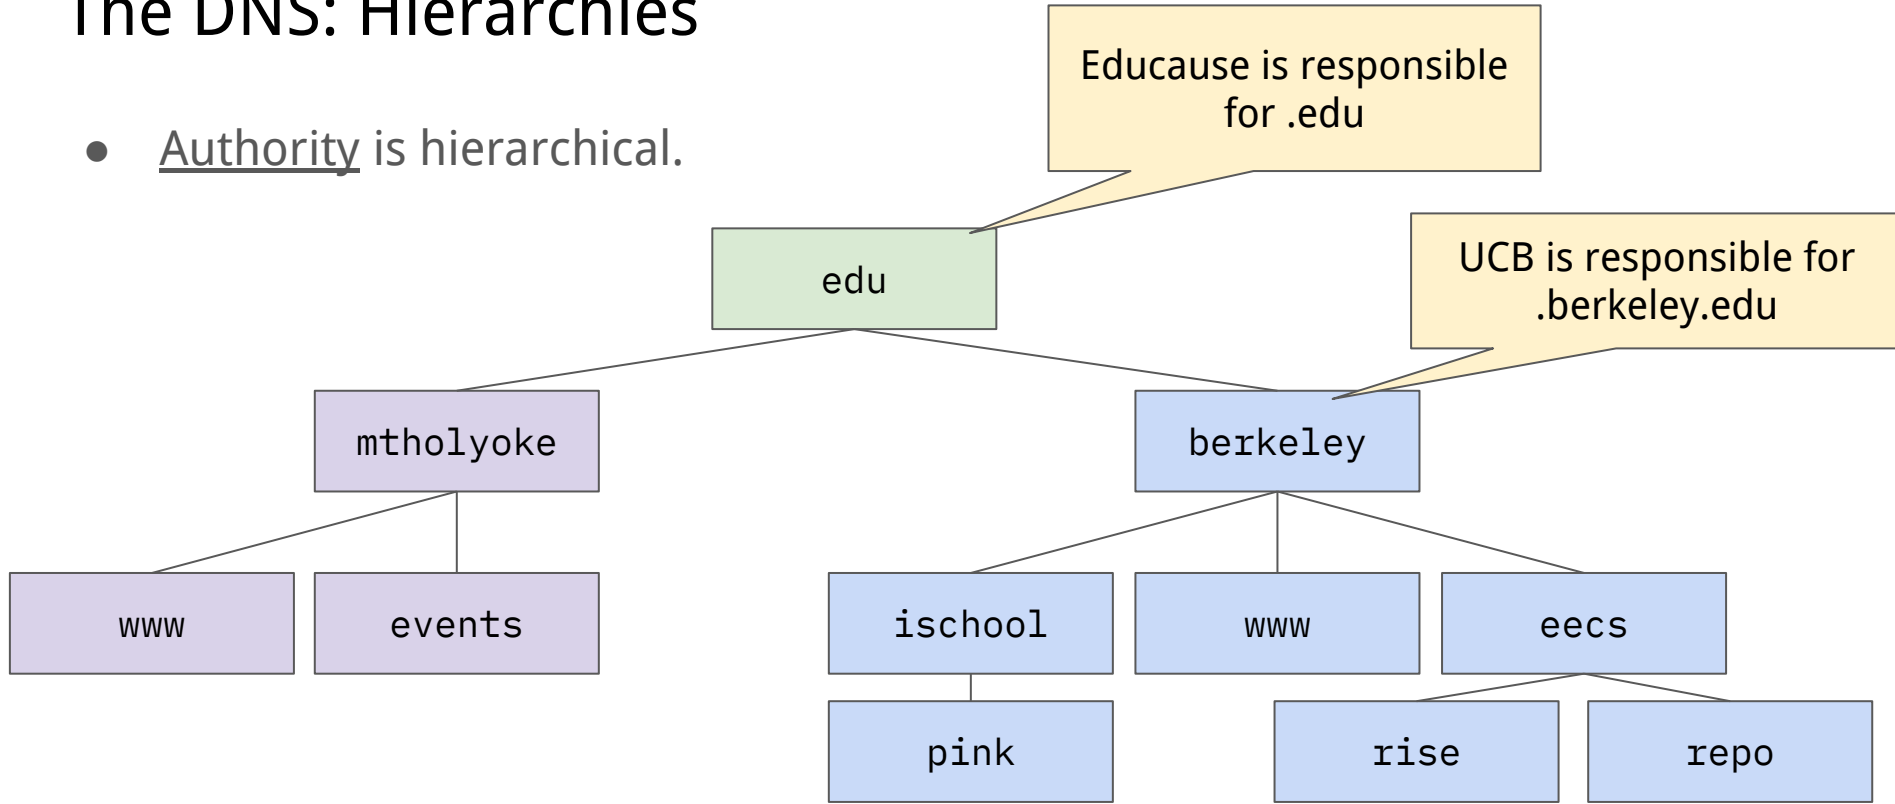 The DNS: Hierarchies
● Authority is hierarchical.
Educause is responsible
for .edu
UCB is responsible for
.berkeley.edu
edu
mtholyoke
berkeley
www
events
ischool
www
eecs
pink
rise
repo